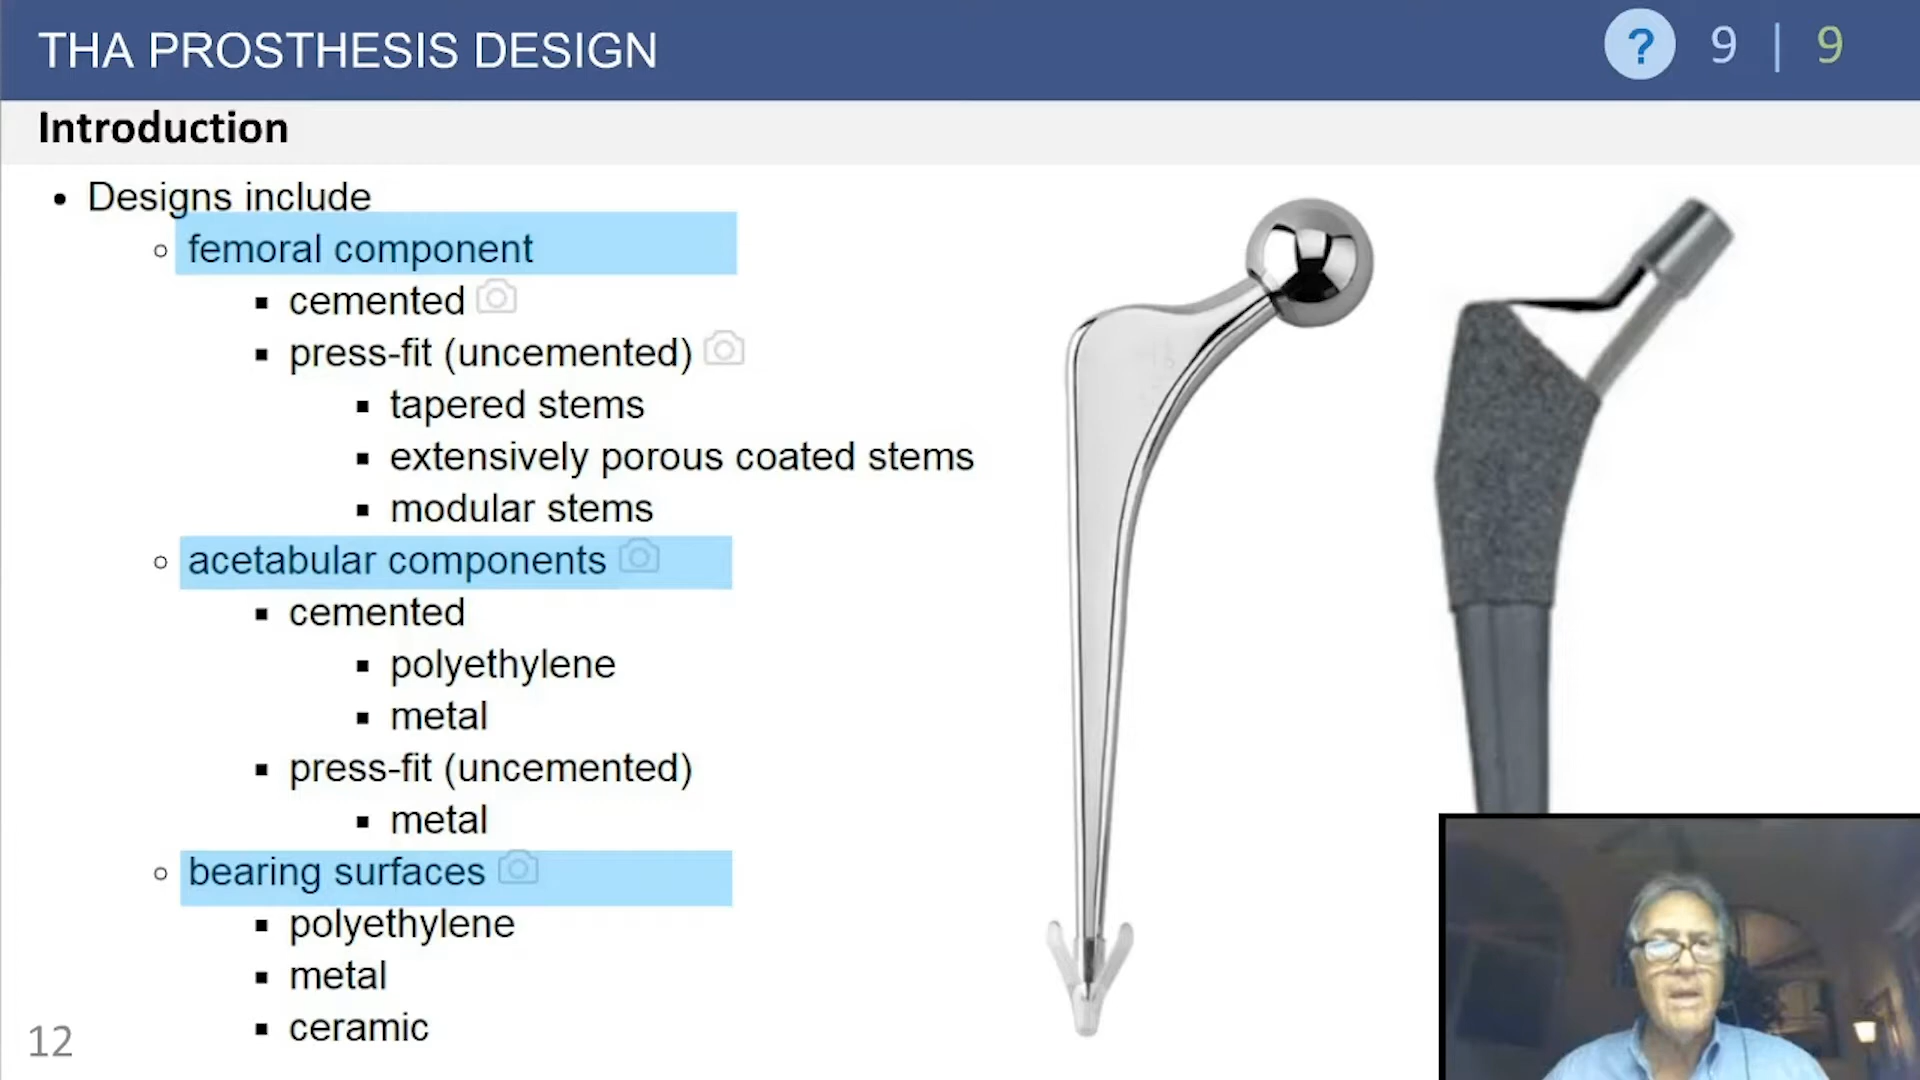 THA PROSTHESIS DESIGN
? 9 | 9
Introduction
• Designs include
○ femoral component
▪ cemented
▪ press-fit (uncemented)
▪ tapered stems
▪ extensively porous coated stems
▪ modular stems
○ acetabular components
▪ cemented
▪ polyethylene
▪ metal
▪ press-fit (uncemented)
▪ metal
○ bearing surfaces
▪ polyethylene
▪ metal
▪ ceramic
12